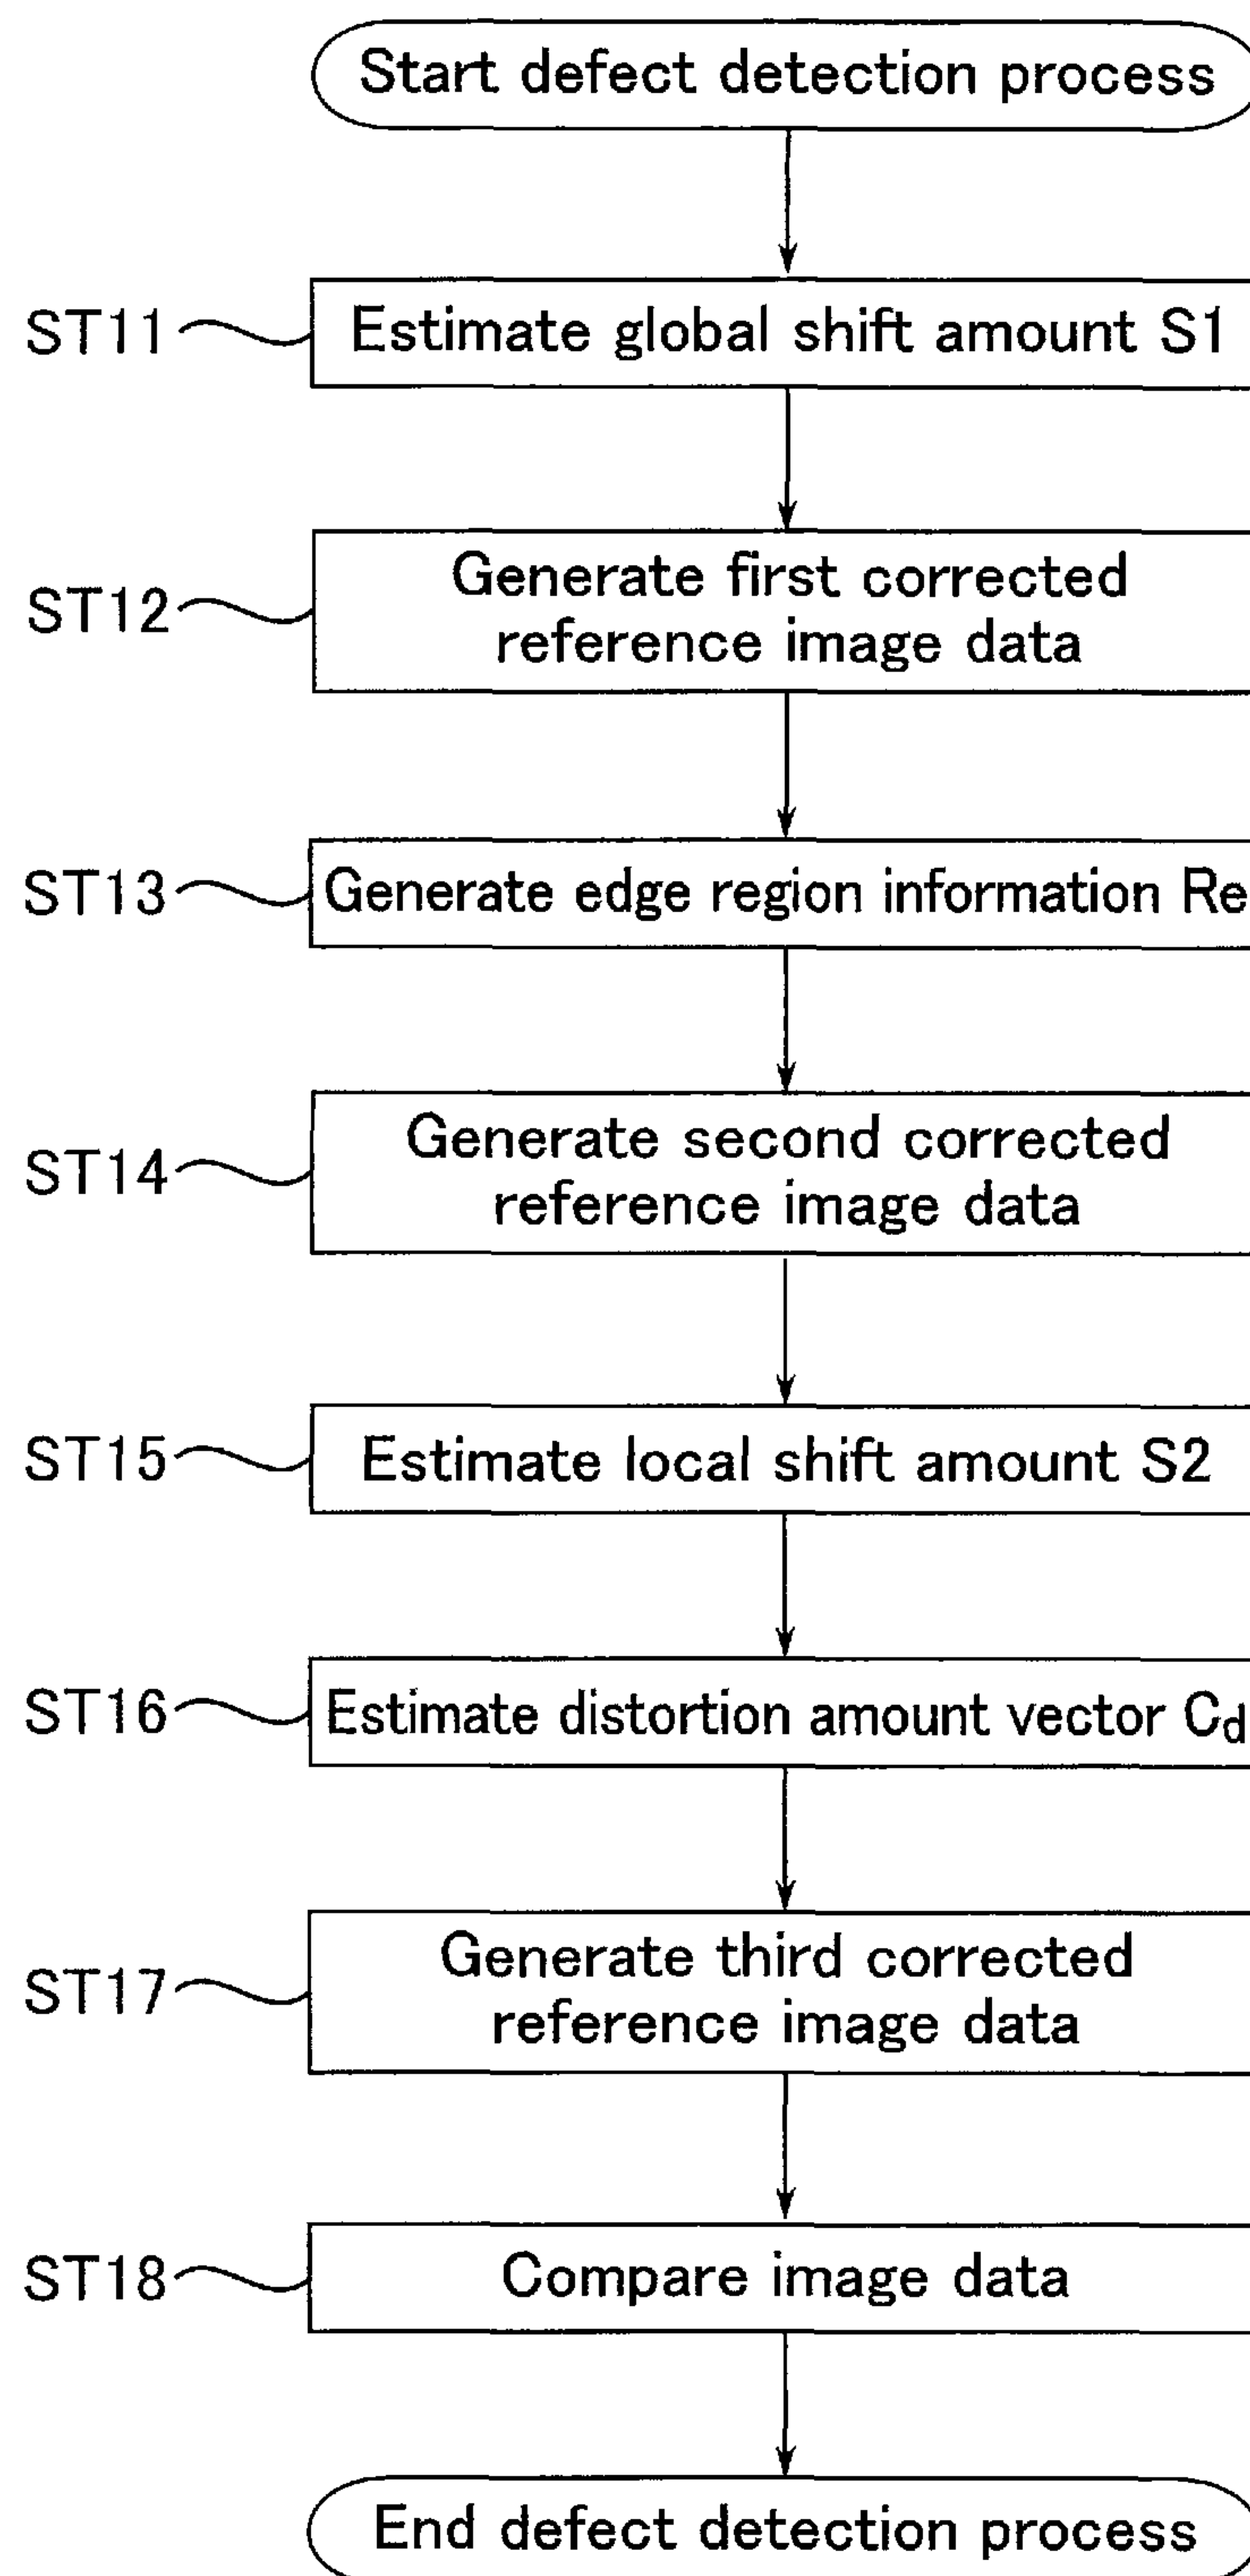 Start defect detection process
ST11
Estimate global shift amount S1
ST12
Generate first corrected
reference image data
ST13
Generate edge region information Re
ST14
Generate second corrected
reference image data
ST15
Estimate local shift amount S2
ST16
Estimate distortion amount vector Cd
ST17
Generate third corrected
reference image data
ST18
Compare image data
End defect detection process